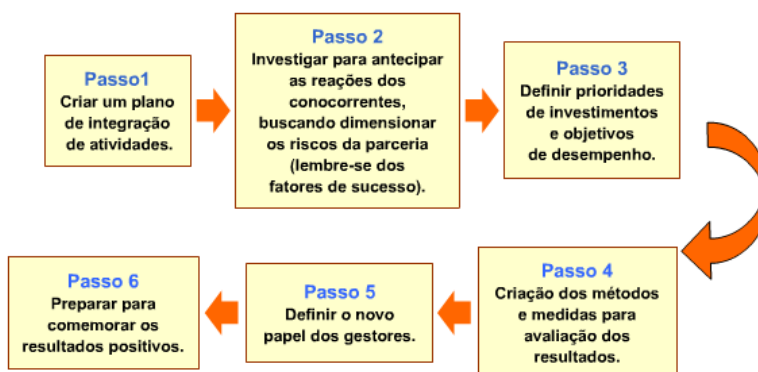 Passo1
Criar um plano
de integração
de atividades.
Passo 2
Investigar para antecipar
as reações dos
conocorrentes,
buscando dimensionar
os riscos da parceria
(lembre-se dos
fatores de sucesso).
Passo 3
Definir prioridades
de investimentos
e objetivos
de desempenho.
Passo 4
Criação dos métodos
e medidas para
avaliação dos
resultados.
Passo 5
Definir o novo
papel dos gestores.
Passo 6
Preparar para
comemorar os
resultados positivos.